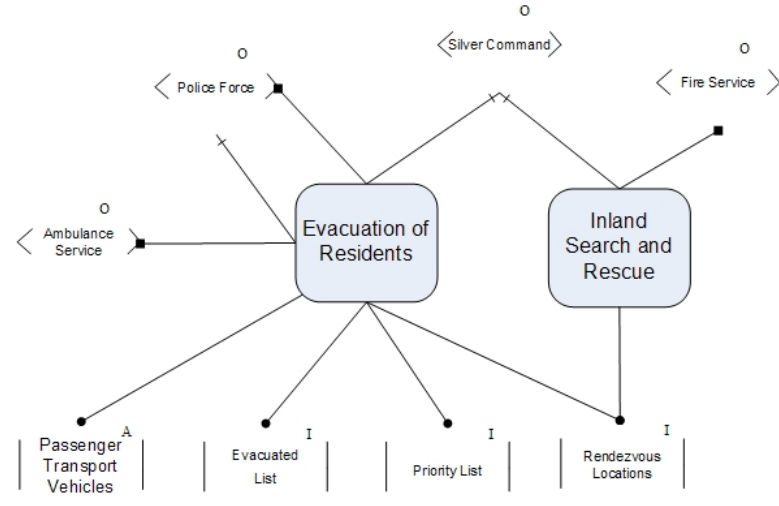 O
Silver Command
O
Police Force
O
Fire Service
O
Ambulance
Service
Evacuation of
Residents
Inland
Search and
Rescue
A
Passenger
Transport
Vehicles
I
Evacuated
List
I
Priority List
I
Rendezvous
Locations